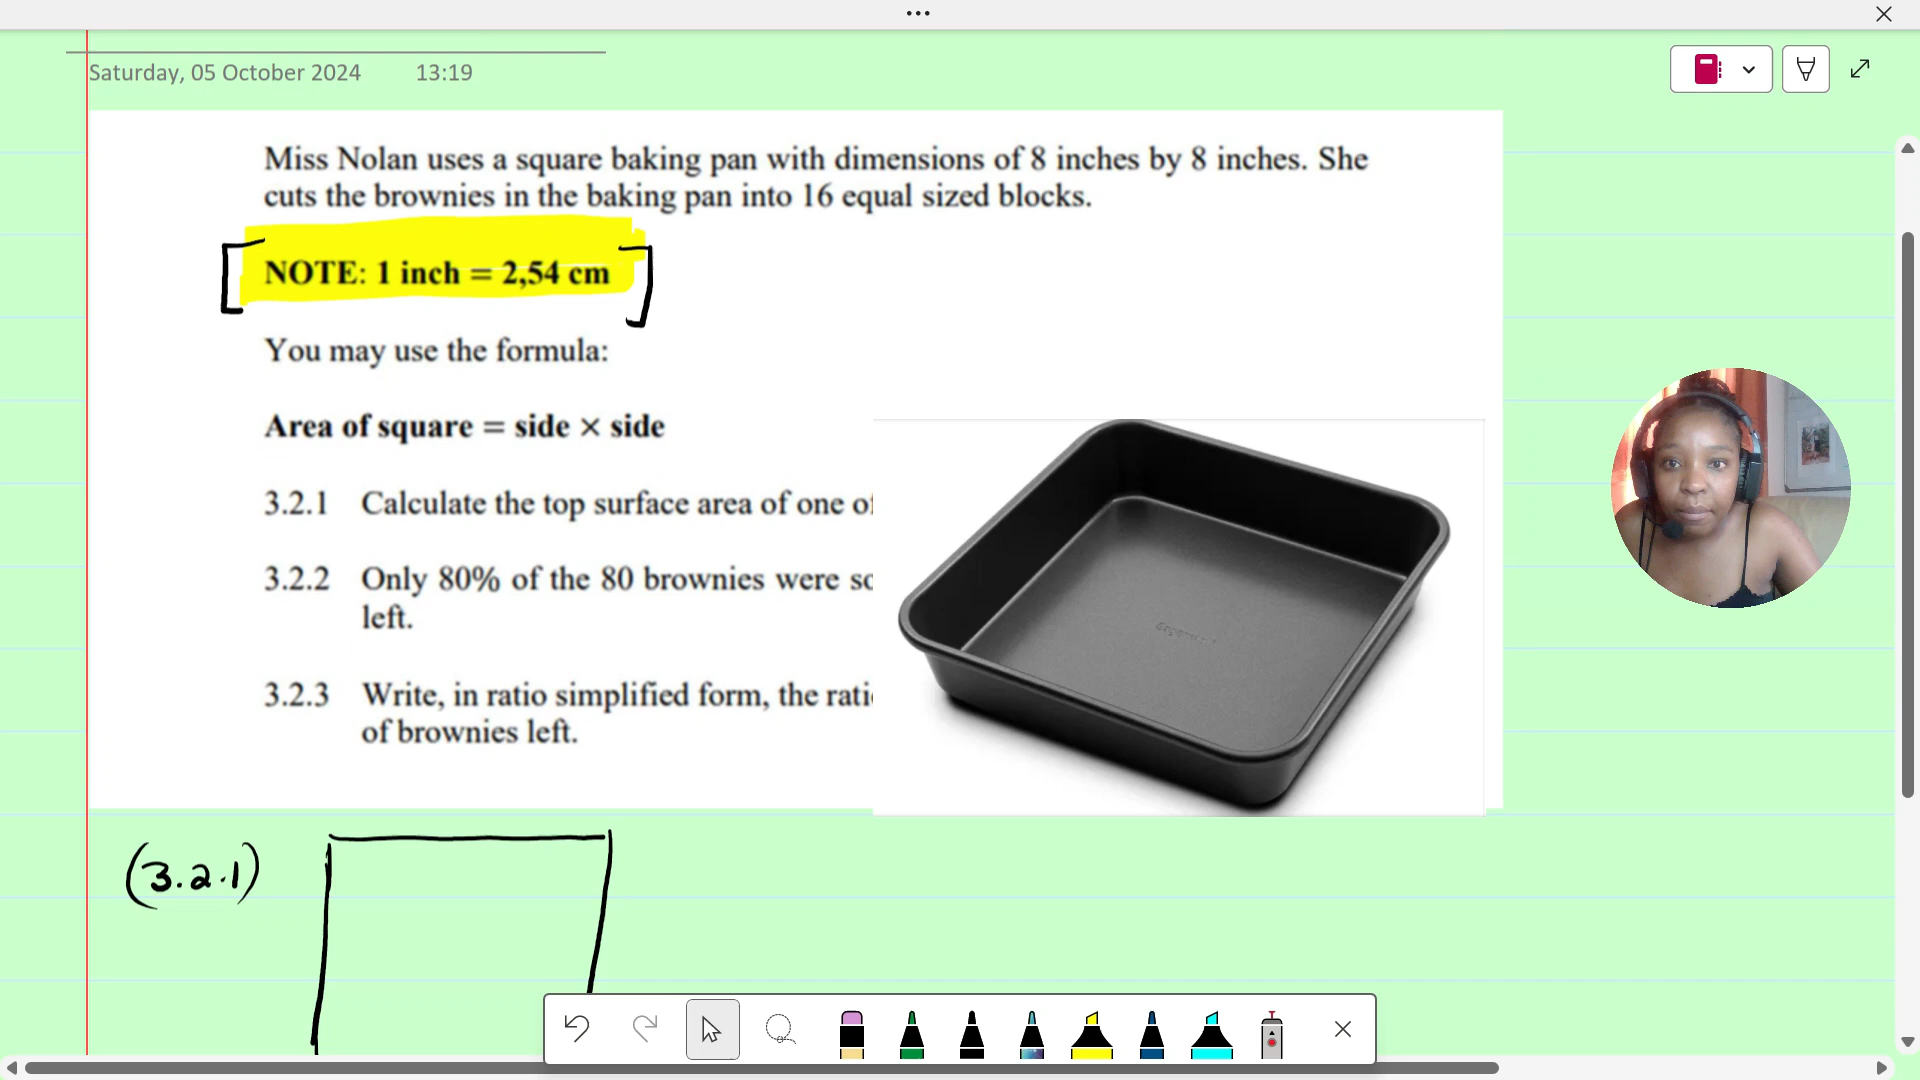 Saturday, 05 October 2024 13:19
Miss Nolan uses a square baking pan with dimensions of 8 inches by 8 inches. She
cuts the brownies in the baking pan into 16 equal sized blocks.
NOTE: 1 inch = 2,54 cm
You may use the formula:
Area of square = side × side
3.2.1 Calculate the top surface area of one of
3.2.2 Only 80% of the 80 brownies were so
left.
3.2.3 Write, in ratio simplified form, the rati
of brownies left.
(3.2.1)